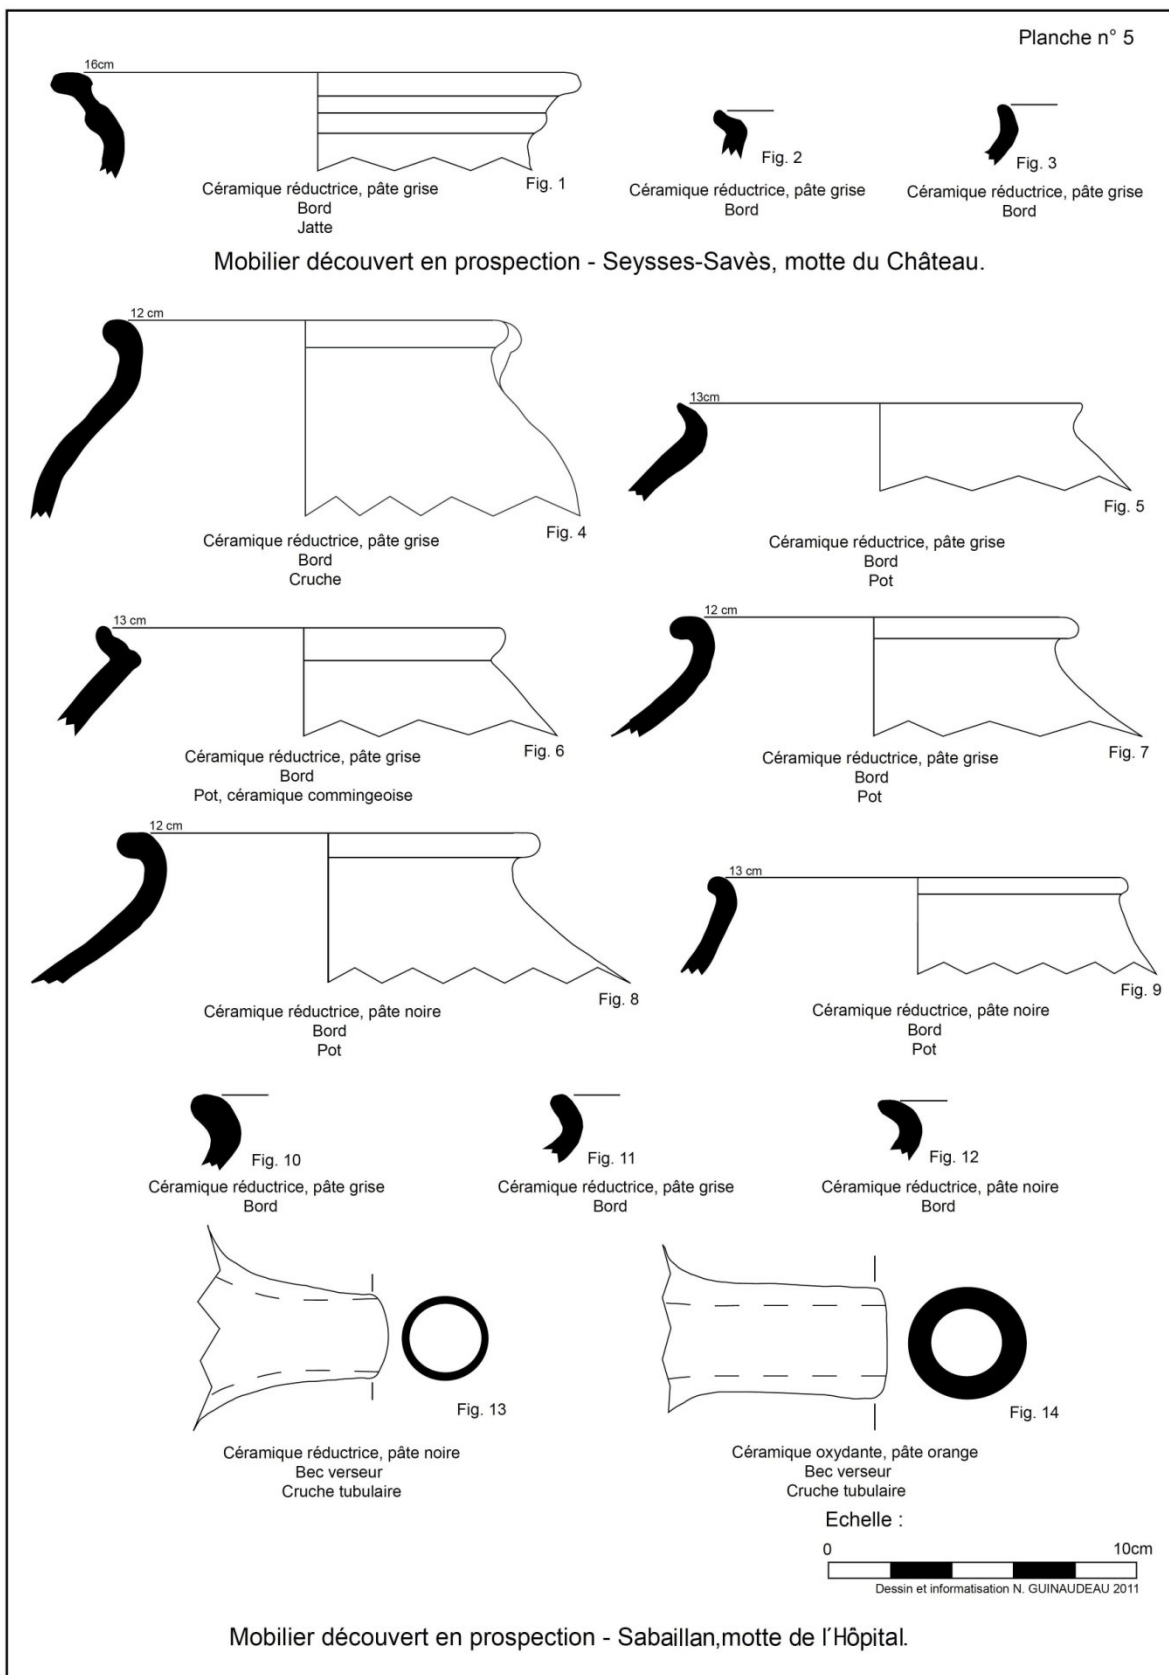 Planche n° 5
16cm
Fig. 1
Céramique réductrice, pâte grise
Bord
Jatte
Fig. 2
Céramique réductrice, pâte grise
Bord
Fig. 3
Céramique réductrice, pâte grise
Bord
Mobilier découvert en prospection - Seysses-Savès, motte du Château.
12 cm
Fig. 4
Céramique réductrice, pâte grise
Bord
Cruche
13cm
Fig. 5
Céramique réductrice, pâte grise
Bord
Pot
13 cm
Fig. 6
Céramique réductrice, pâte grise
Bord
Pot, céramique commingeoise
12 cm
Fig. 7
Céramique réductrice, pâte grise
Bord
Pot
12 cm
Fig. 8
Céramique réductrice, pâte noire
Bord
Pot
13 cm
Fig. 9
Céramique réductrice, pâte noire
Bord
Pot
Fig. 10
Céramique réductrice, pâte grise
Bord
Fig. 11
Céramique réductrice, pâte grise
Bord
Fig. 12
Céramique réductrice, pâte noire
Bord
Fig. 13
Céramique réductrice, pâte noire
Bec verseur
Cruche tubulaire
Fig. 14
Céramique oxydante, pâte orange
Bec verseur
Cruche tubulaire
Echelle :
0 10cm
Dessin et informatisation N. GUINAUDEAU 2011
Mobilier découvert en prospection - Sabaillan,motte de l´Hôpital.